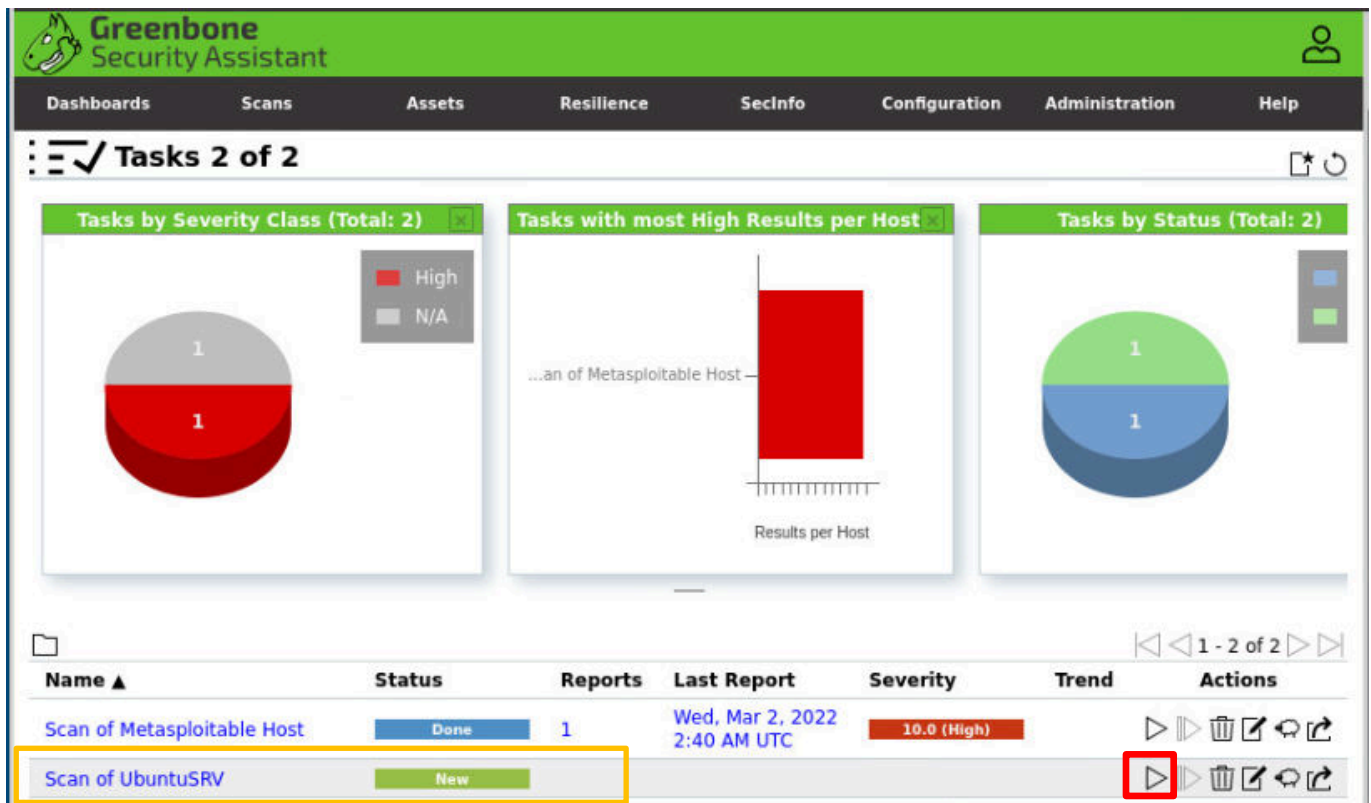 Greenbone
Security Assistant
Dashboards Scans Assets Resilience SecInfo Configuration Administration Help
Tasks 2 of 2
Tasks by Severity Class (Total: 2)
High
N/A
1
1
Tasks with most High Results per Host
...an of Metasploitable Host
Results per Host
Tasks by Status (Total: 2)
1
1
1 - 2 of 2
Name ▲ Status Reports Last Report Severity Trend Actions
Scan of Metasploitable Host Done 1 Wed, Mar 2, 2022 10.0 (High)
2:40 AM UTC
Scan of UbuntuSRV New